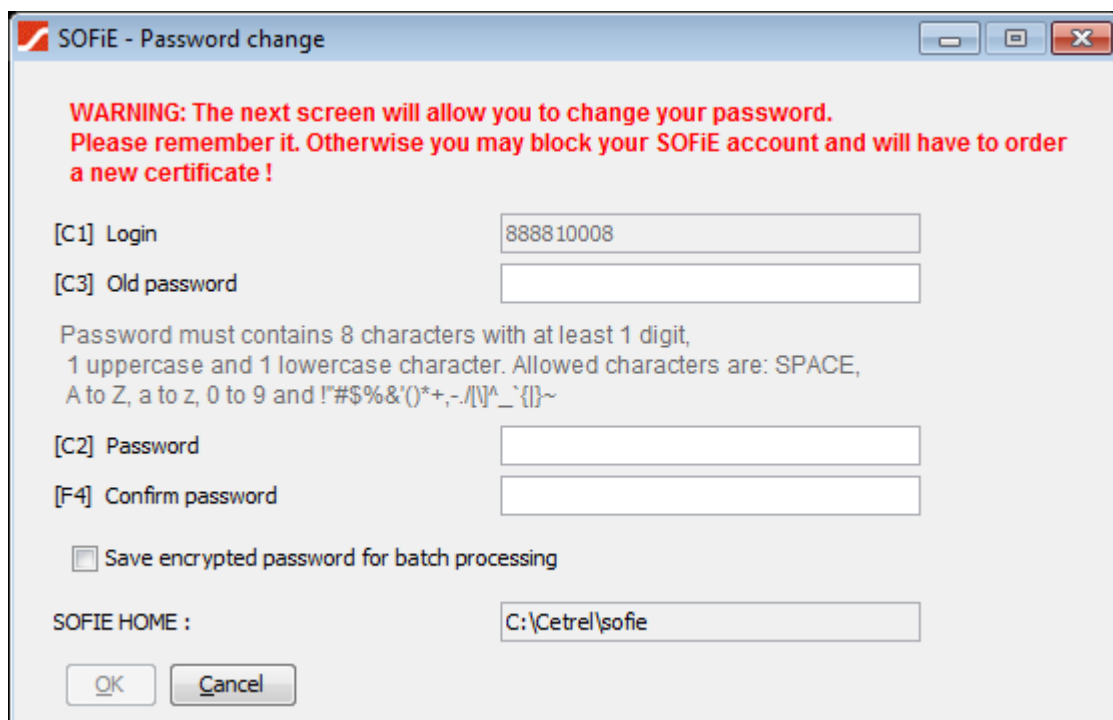 SOFiE - Password change
WARNING: The next screen will allow you to change your password.
Please remember it. Otherwise you may block your SOFiE account and will have to order
a new certificate !
[C1] Login 888810008
[C3] Old password
Password must contains 8 characters with at least 1 digit,
1 uppercase and 1 lowercase character. Allowed characters are: SPACE,
A to Z, a to z, 0 to 9 and !"#$%&'()*+,-./[\]^_`{|}~
[C2] Password
[F4] Confirm password
Save encrypted password for batch processing
SOFIE HOME : C:\Cetrel\sofie
OK Cancel